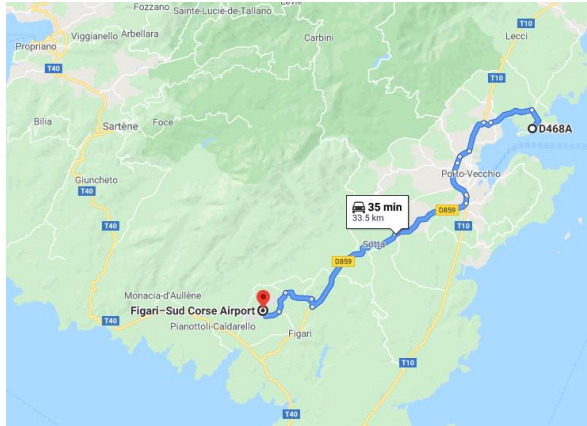 Fozzano
Sainte-Lucie-de-Tallano
Viggianello
Arbellara
Carbini
Lecci
Propriano
T40
T10
Bilia
Sartène
Foce
D468A
Giuncheto
Porto-Vecchio
T40
35 min
33.5 km
D859
T10
Sotta
D859
Monacia-d'Aullène
Figari–Sud Corse Airport
T40
Pianottoli-Caldarello
Figari
T10
T40